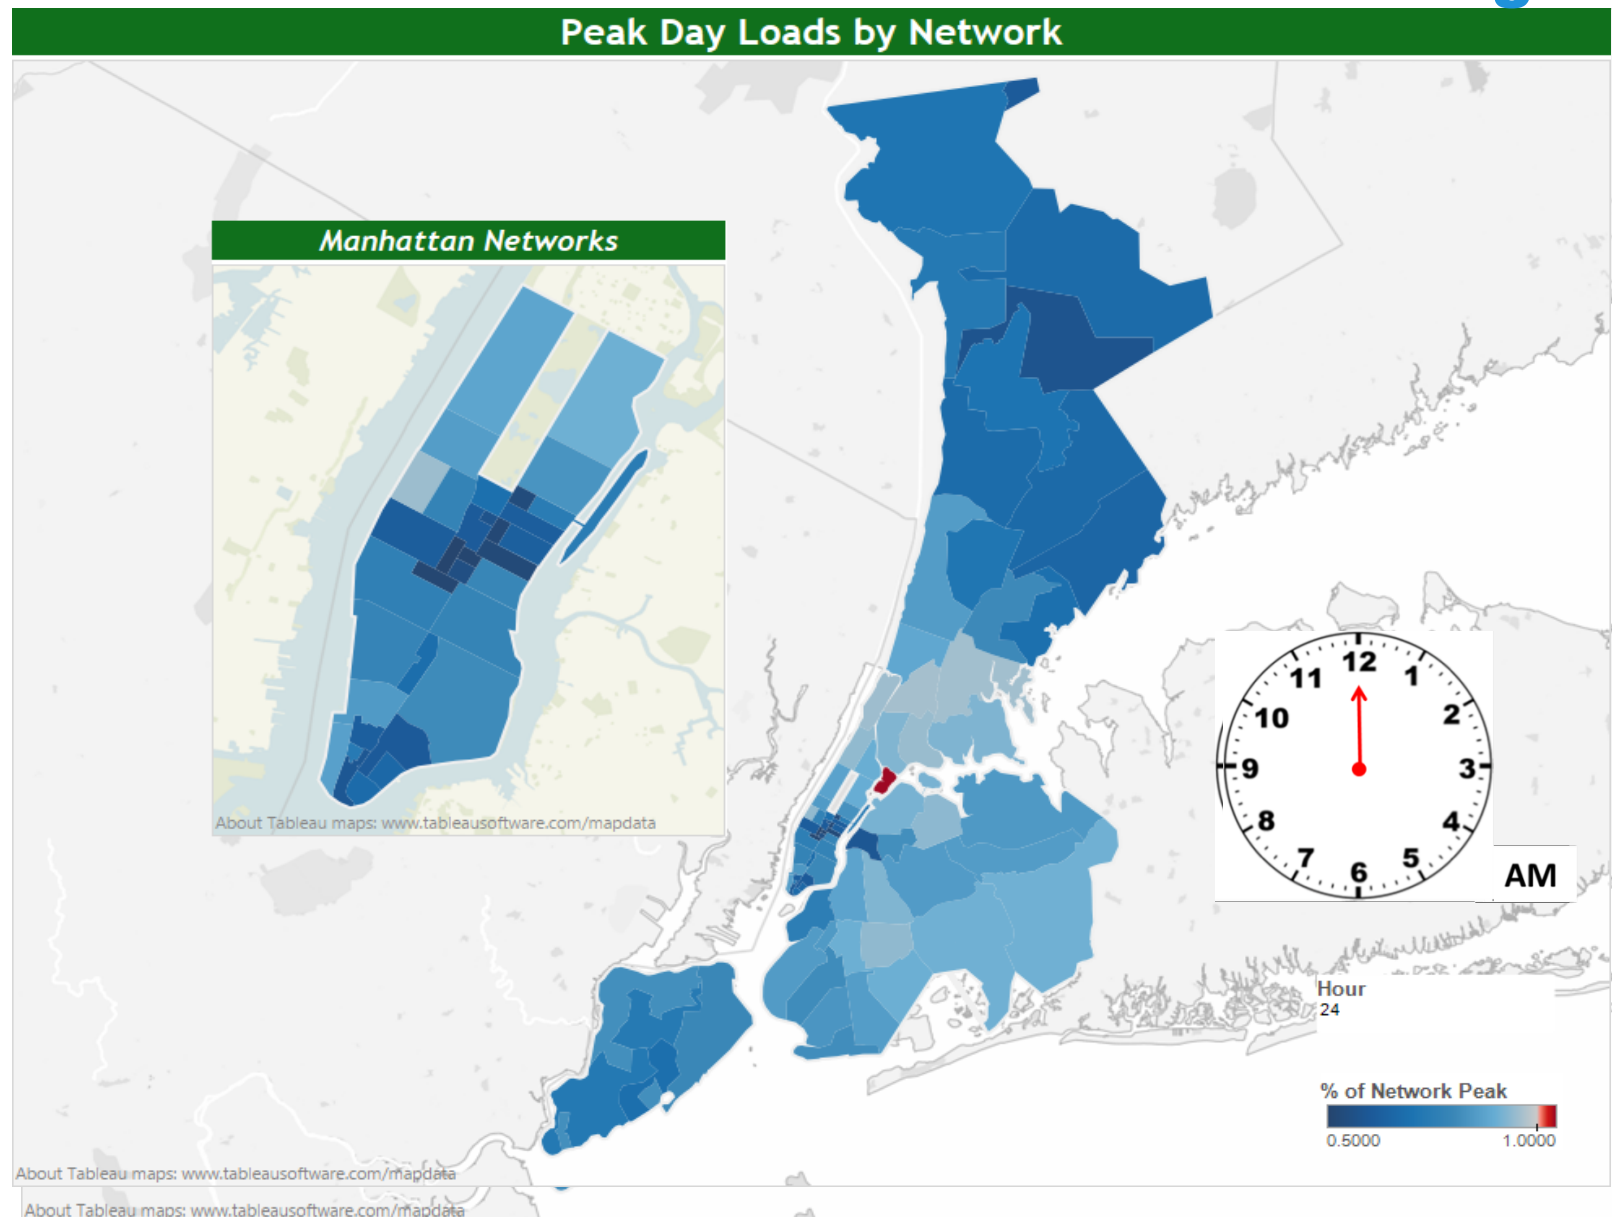 Peak Day Loads by Network
Manhattan Networks
About Tableau maps: www.tableausoftware.com/mapdata
12
1
2
3
4
5
6
7
8
9
10
11
AM
Hour
24
% of Network Peak
0.5000 1.0000
About Tableau maps: www.tableausoftware.com/mapdata
About Tableau maps: www.tableausoftware.com/mapdata